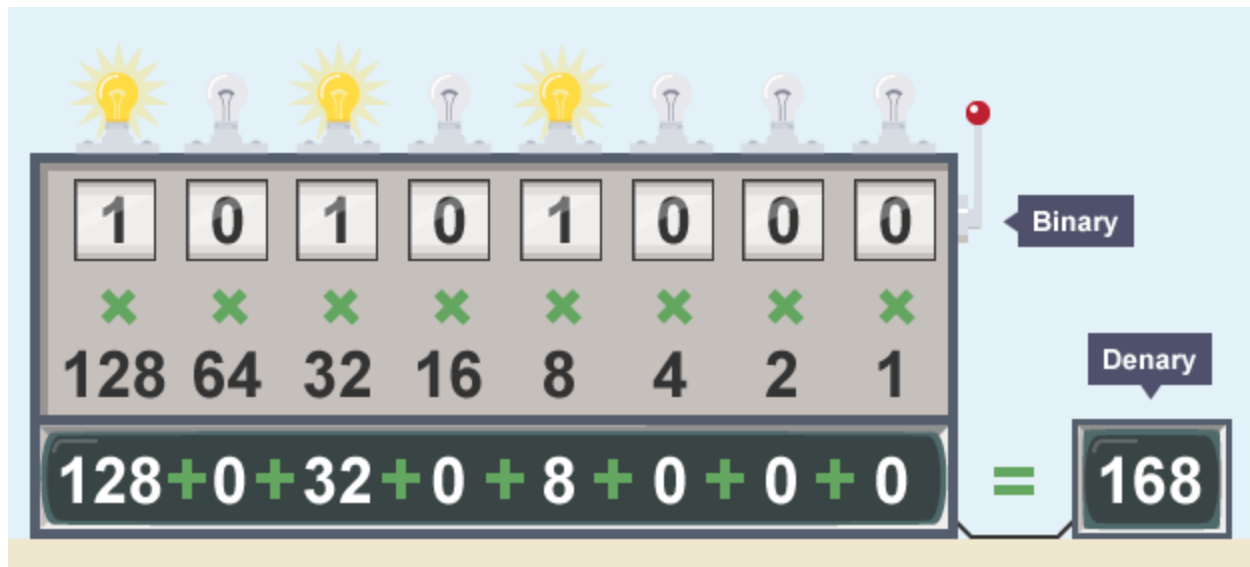 1 0 1 0 1 0 0 0
Binary
× × × × × × × ×
128 64 32 16 8 4 2 1
Denary
128+0+32+0+8+0+0+0 = 168